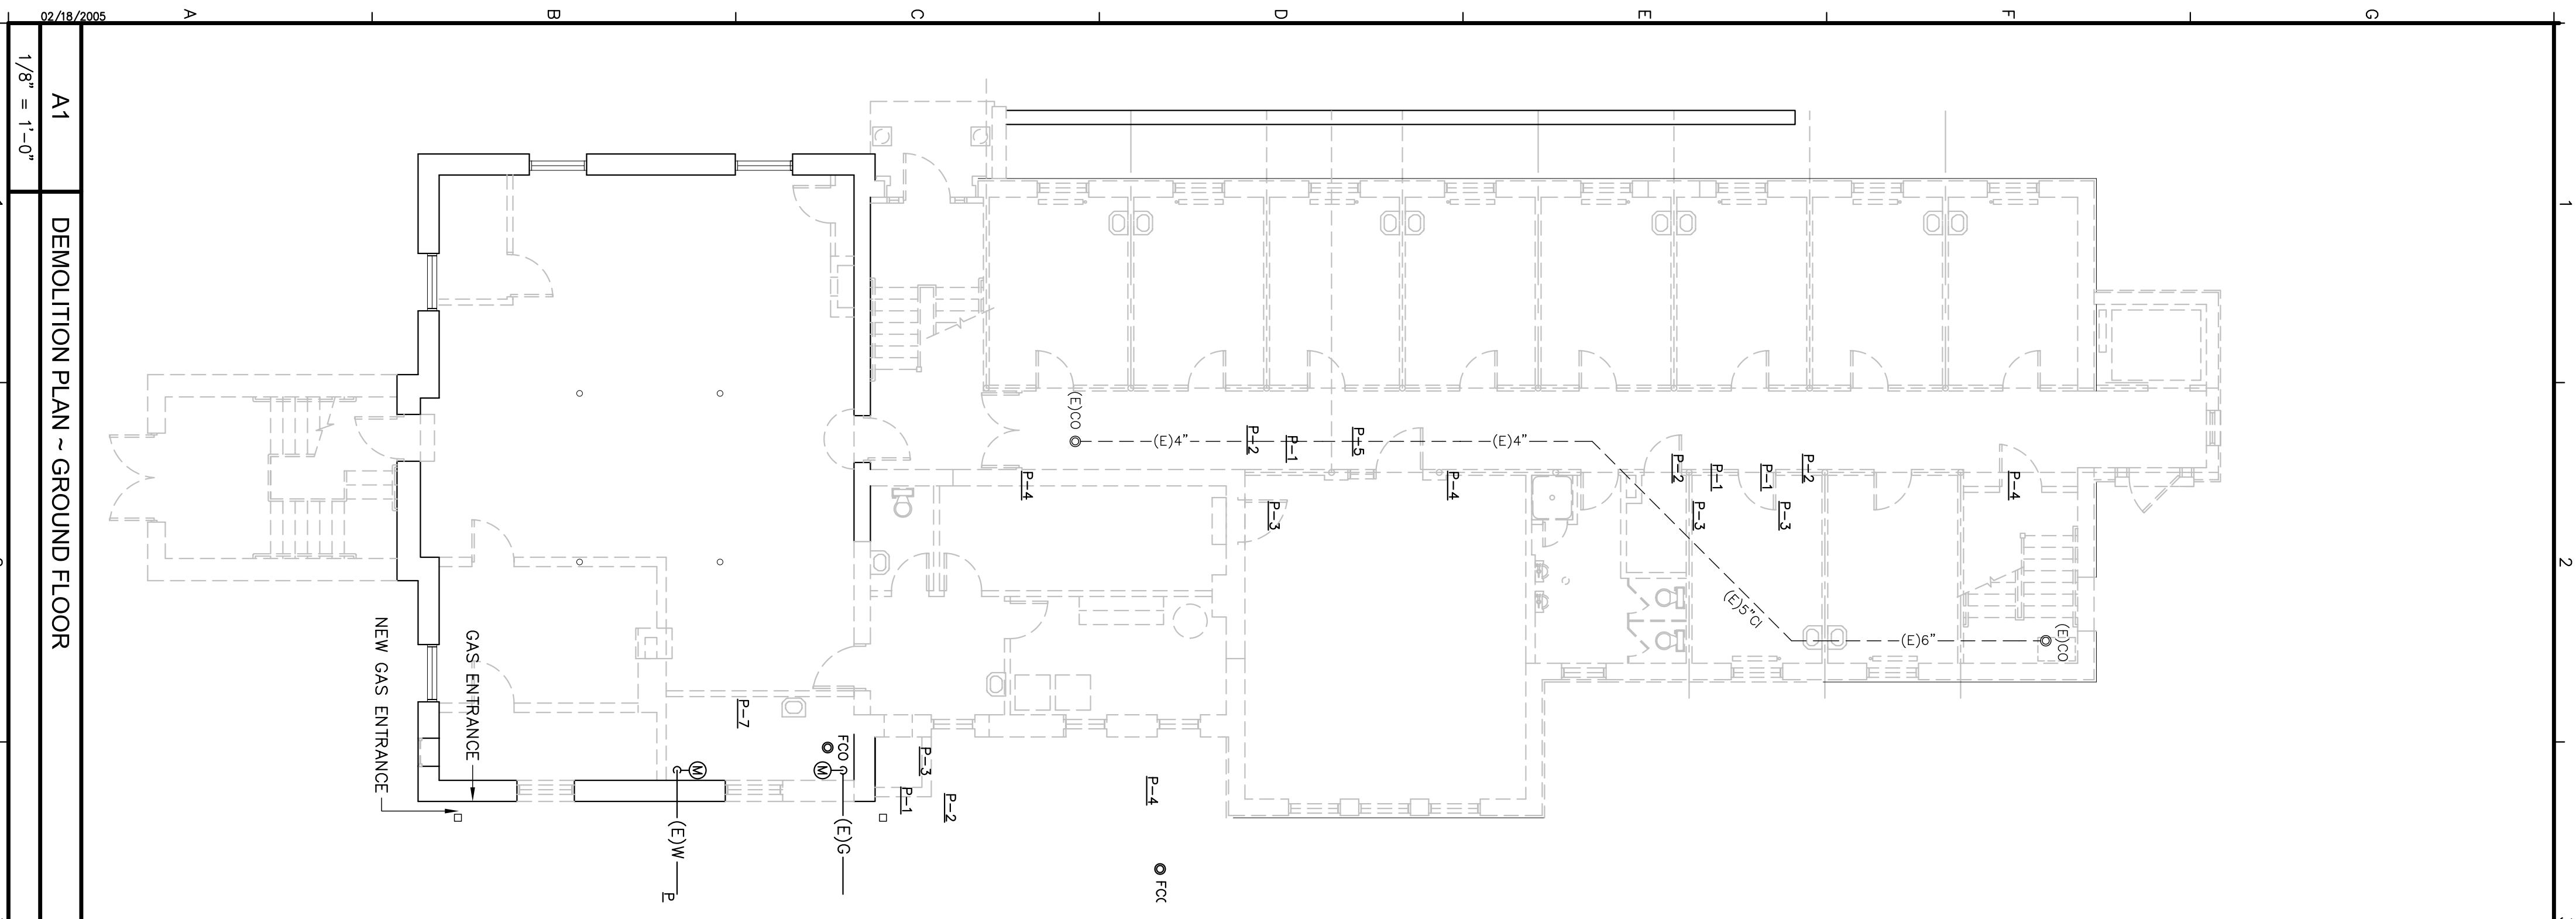 02/18/2005
A
B
C
D
E
F
G
1
2
A1
1/8" = 1'-0"
DEMOLITION PLAN ~ GROUND FLOOR
(E)CO
(E)4"
P-2
P-1
P-5
(E)4"
P-4
P-3
P-4
P-2
P-1
P-1
P-2
P-3
P-3
P-4
(E)5"CI
(E)6"
(E)CO
GAS ENTRANCE
NEW GAS ENTRANCE
P-7
FCO
M
M
P-3
P-1
P-2
P-4
(E)W
(E)G
P